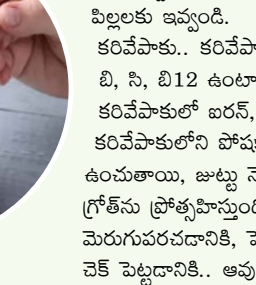 పిల్లలకు ఇవ్వండి.
కరివేపాకు.. కరివేపా
బి, సి, బి12 ఉంటా
కరివేపాకులో ఐరన్,
కరివేపాకులోని పోష
ఉంచుతాయి, జుట్టు
గ్రోత్‌ను ప్రోత్సహిస్తుంది
మెరుగుపరచడానికి,
చెక్ పెట్టడానికి.. ఆవు